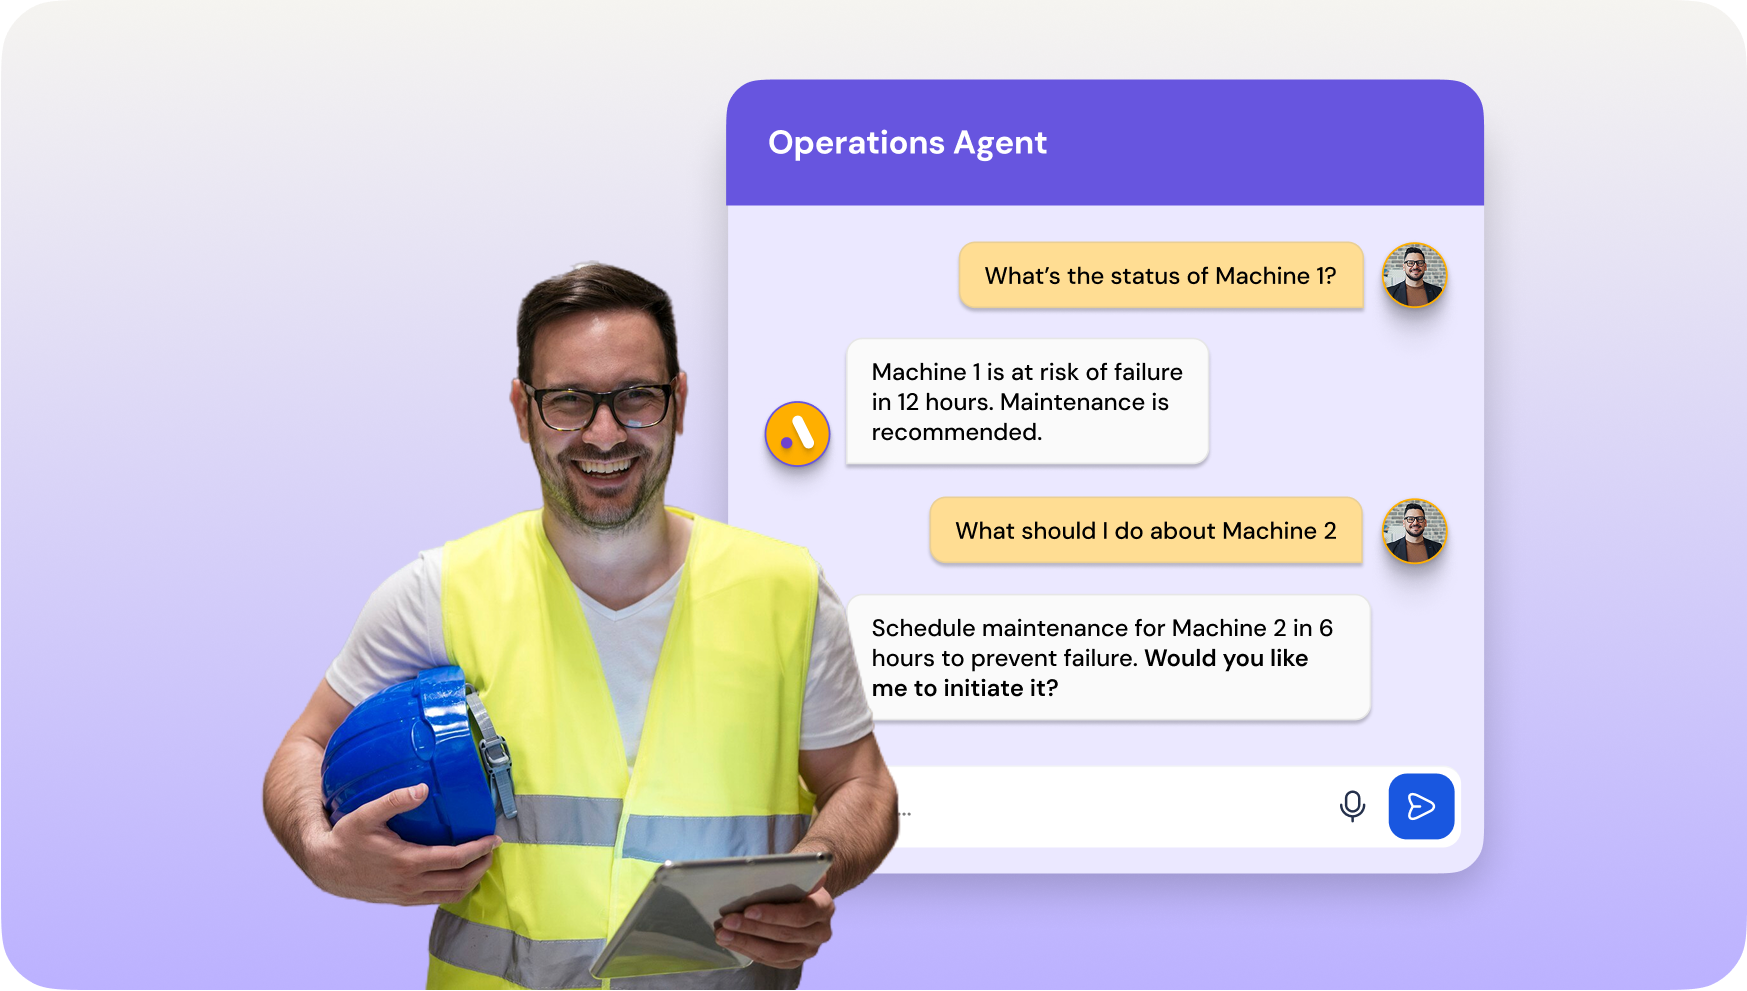 Operations Agent
What’s the status of Machine 1?
Machine 1 is at risk of failure
in 12 hours. Maintenance is
recommended.
What should I do about Machine 2
Schedule maintenance for Machine 2 in 6
hours to prevent failure. Would you like
me to initiate it?
...